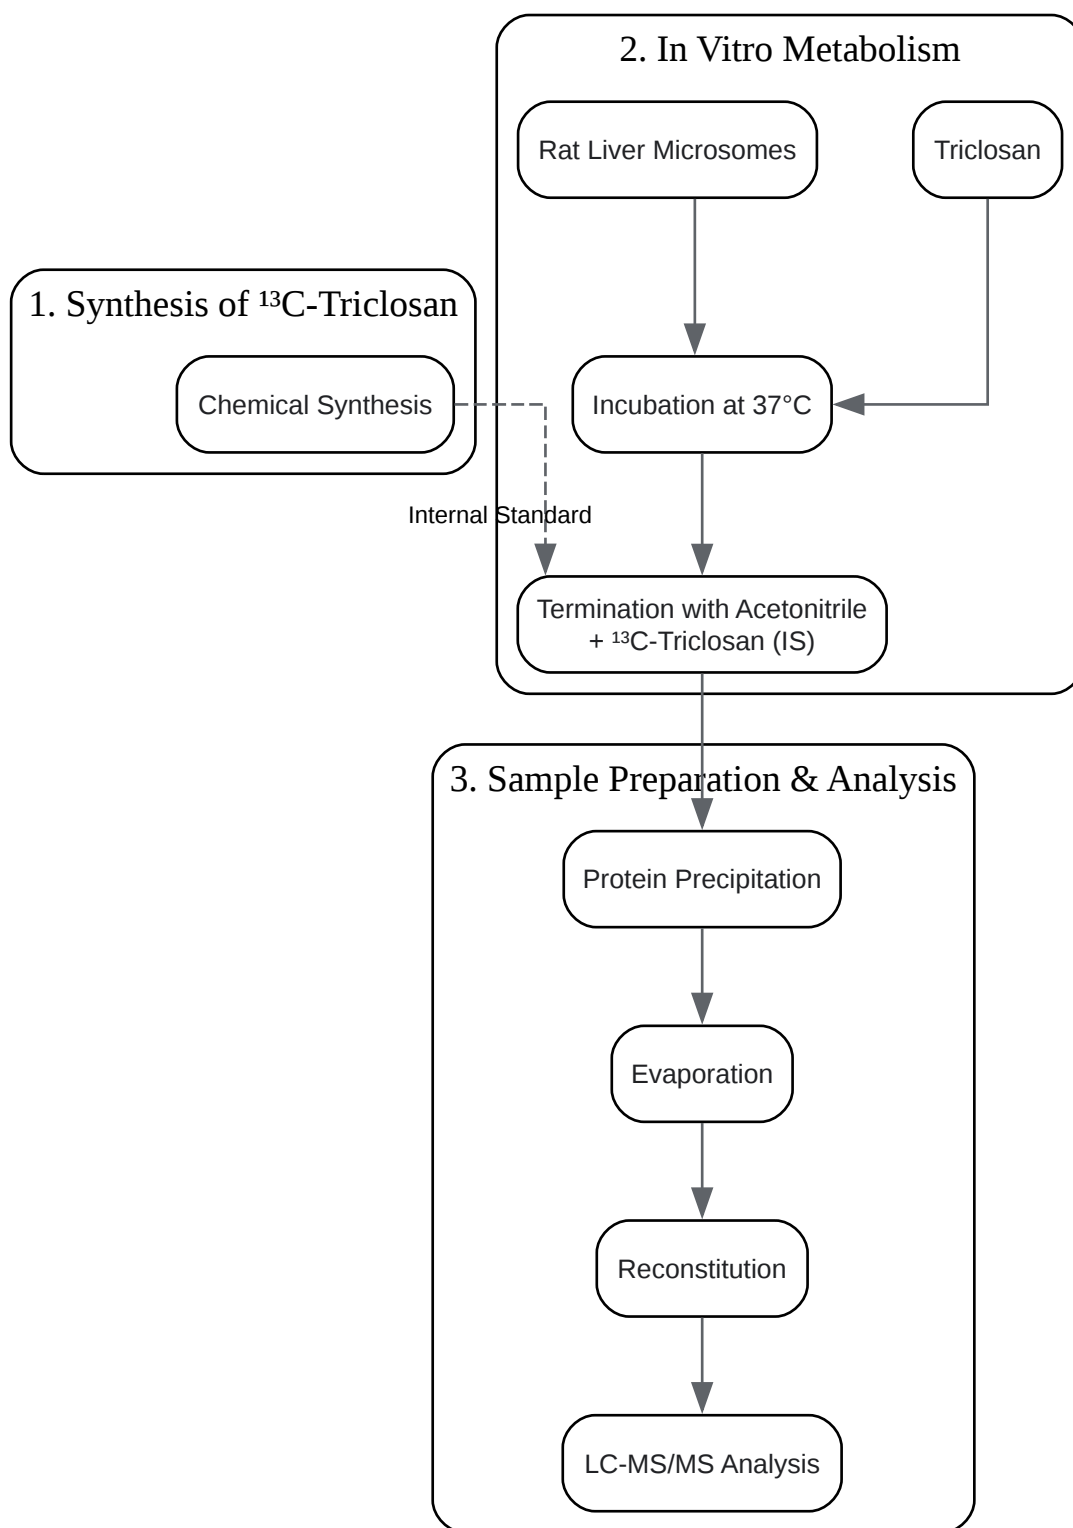 2. In Vitro Metabolism
Rat Liver Microsomes
Triclosan
1. Synthesis of ¹³C-Triclosan
Chemical Synthesis
Incubation at 37°C
Internal Standard
Termination with Acetonitrile
+ ¹³C-Triclosan (IS)
3. Sample Preparation & Analysis
Protein Precipitation
Evaporation
Reconstitution
LC-MS/MS Analysis